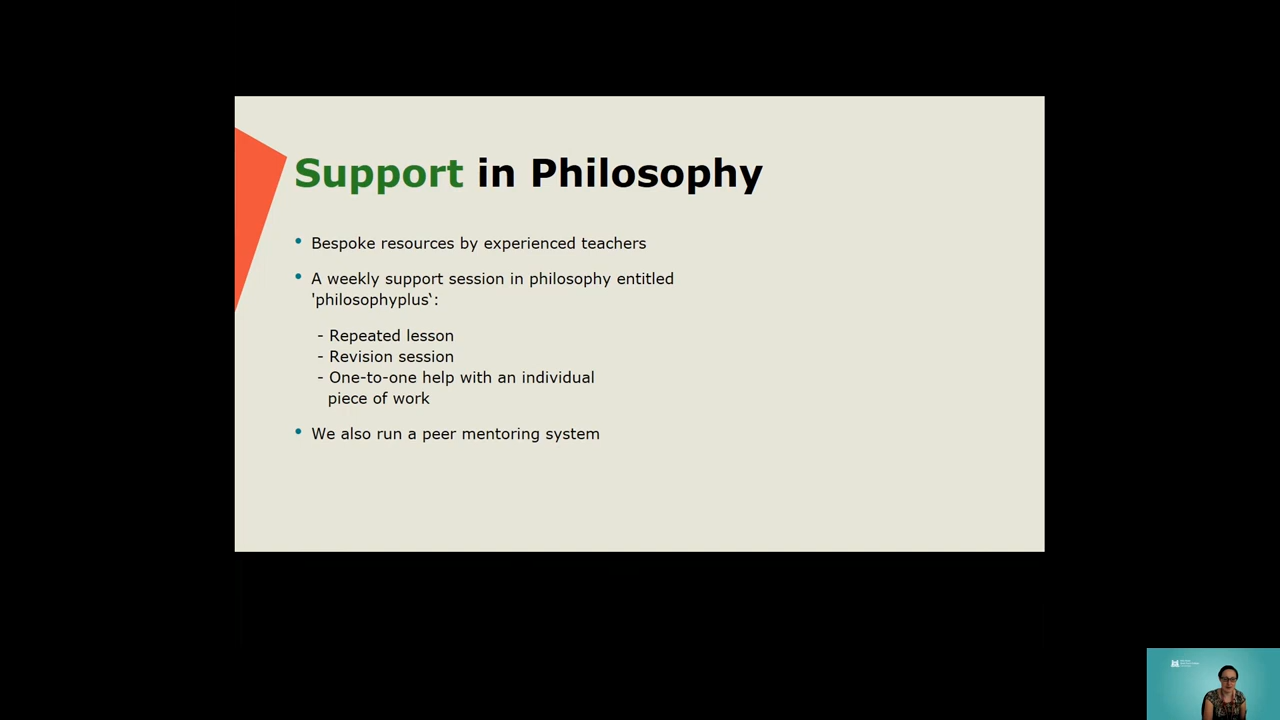 Support in Philosophy
• Bespoke resources by experienced teachers
• A weekly support session in philosophy entitled
'philosophyplus‘:
- Repeated lesson
- Revision session
- One-to-one help with an individual
piece of work
• We also run a peer mentoring system